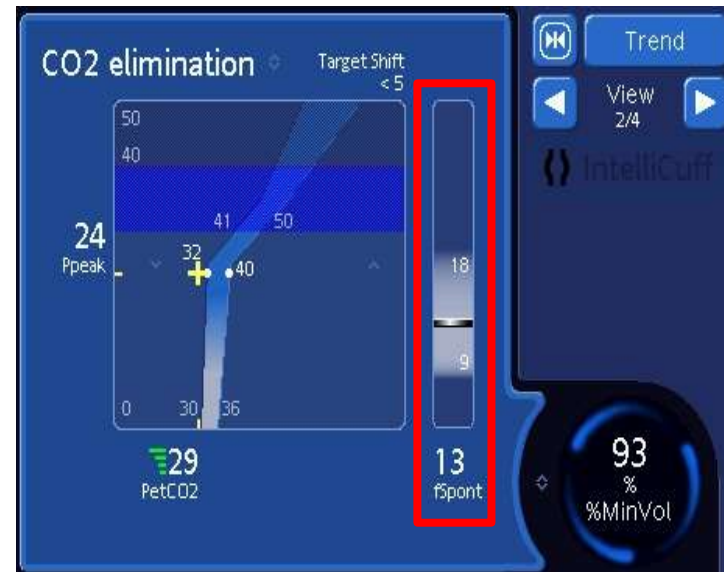 CO2 elimination
Target Shift
< 5
Trend
View
2/4
IntelliCuff
50
40
41 50
24
Ppeak
32
40
18
9
0 30 36
29
PetCO2
13
fSpont
93
%
%MinVol